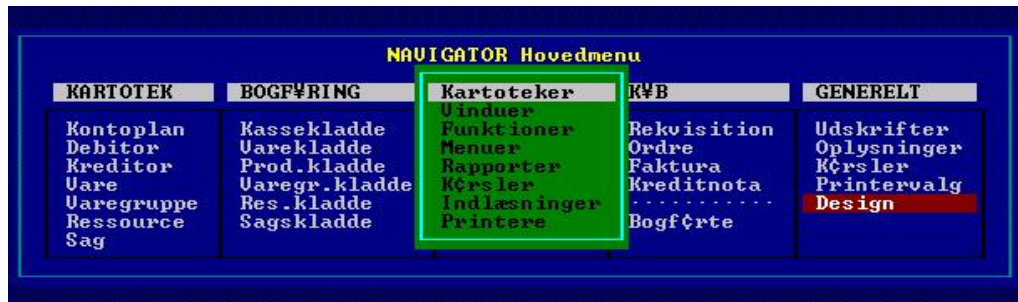 NAVIGATOR Hovedmenu
KARTOTEK
Kontoplan
Debitor
Kreditor
Vare
Varegruppe
Ressource
Sag
BOGF¥RING
Kassekladde
Varekladde
Prod.kladde
Varegr.kladde
Res.kladde
Sagskladde
Kartoteker
Vinduer
Funktioner
Menuer
Rapporter
K¢rsler
Indlæsninger
Printere
K¥B
Rekvisition
Ordre
Faktura
Kreditnota
Bogf¢rte
GENERELT
Udskrifter
Oplysninger
K¢rsler
Printervalg
Design